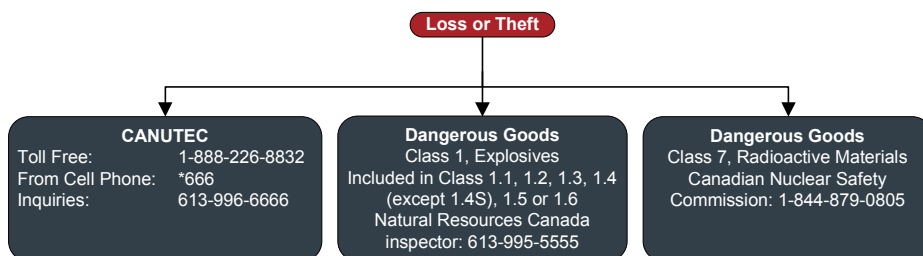 Loss or Theft
CANUTEC
Toll Free: 1-888-226-8832
From Cell Phone: *666
Inquiries: 613-996-6666
Dangerous Goods
Class 1, Explosives
Included in Class 1.1, 1.2, 1.3, 1.4
(except 1.4S), 1.5 or 1.6
Natural Resources Canada
inspector: 613-995-5555
Dangerous Goods
Class 7, Radioactive Materials
Canadian Nuclear Safety
Commission: 1-844-879-0805